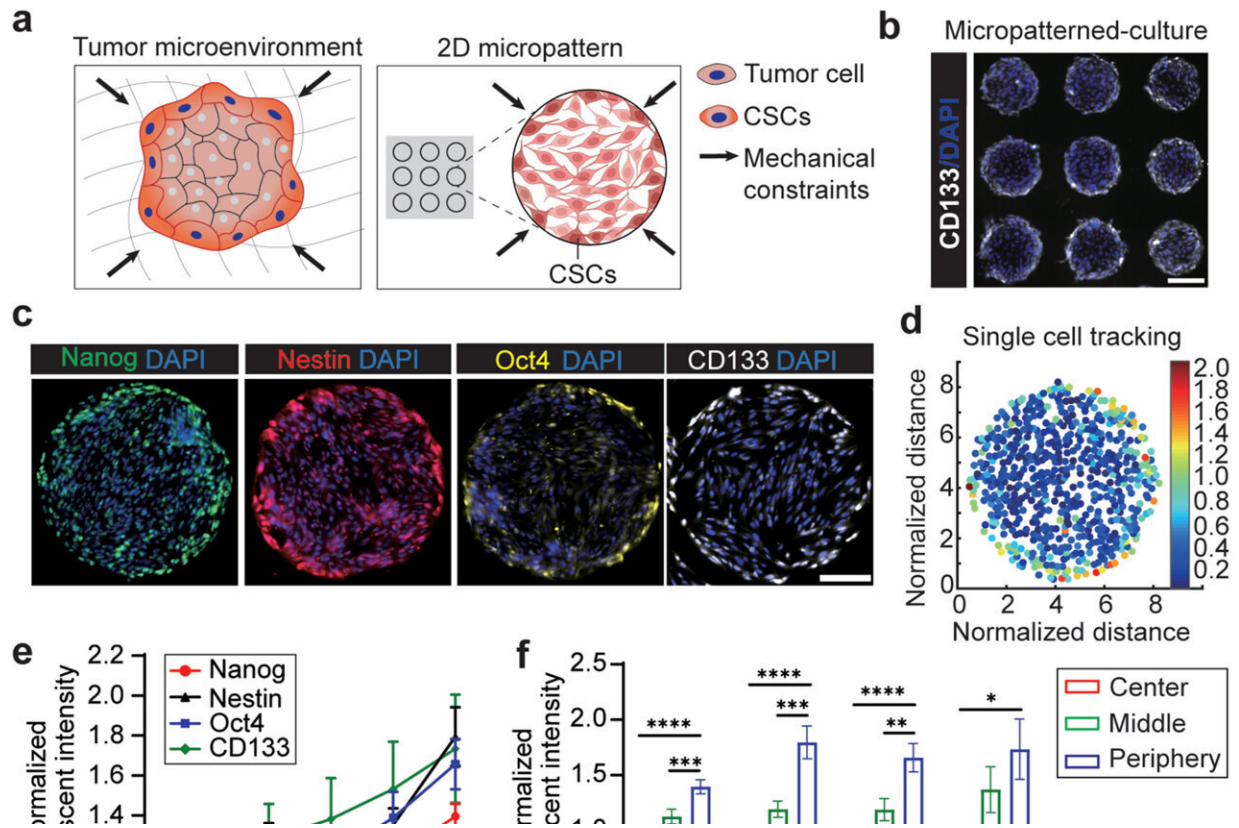 a
Tumor microenvironment
2D micropattern
CSCs
Tumor cell
CSCs
Mechanical
constraints
b
Micropatterned-culture
CD133/DAPI
c
Nanog DAPI
Nestin DAPI
Oct4 DAPI
CD133 DAPI
d
Single cell tracking
Normalized distance
8
6
4
2
0
0 2 4 6 8
Normalized distance
2.0
1.8
1.6
1.4
1.2
1.0
0.8
0.6
0.4
0.2
e
scent intensity
2.2
2.0
1.8
1.6
1.4
Nanog
Nestin
Oct4
CD133
f
cent intensity
2.5
2.0
1.5
****
***
****
***
****
**
*
Center
Middle
Periphery